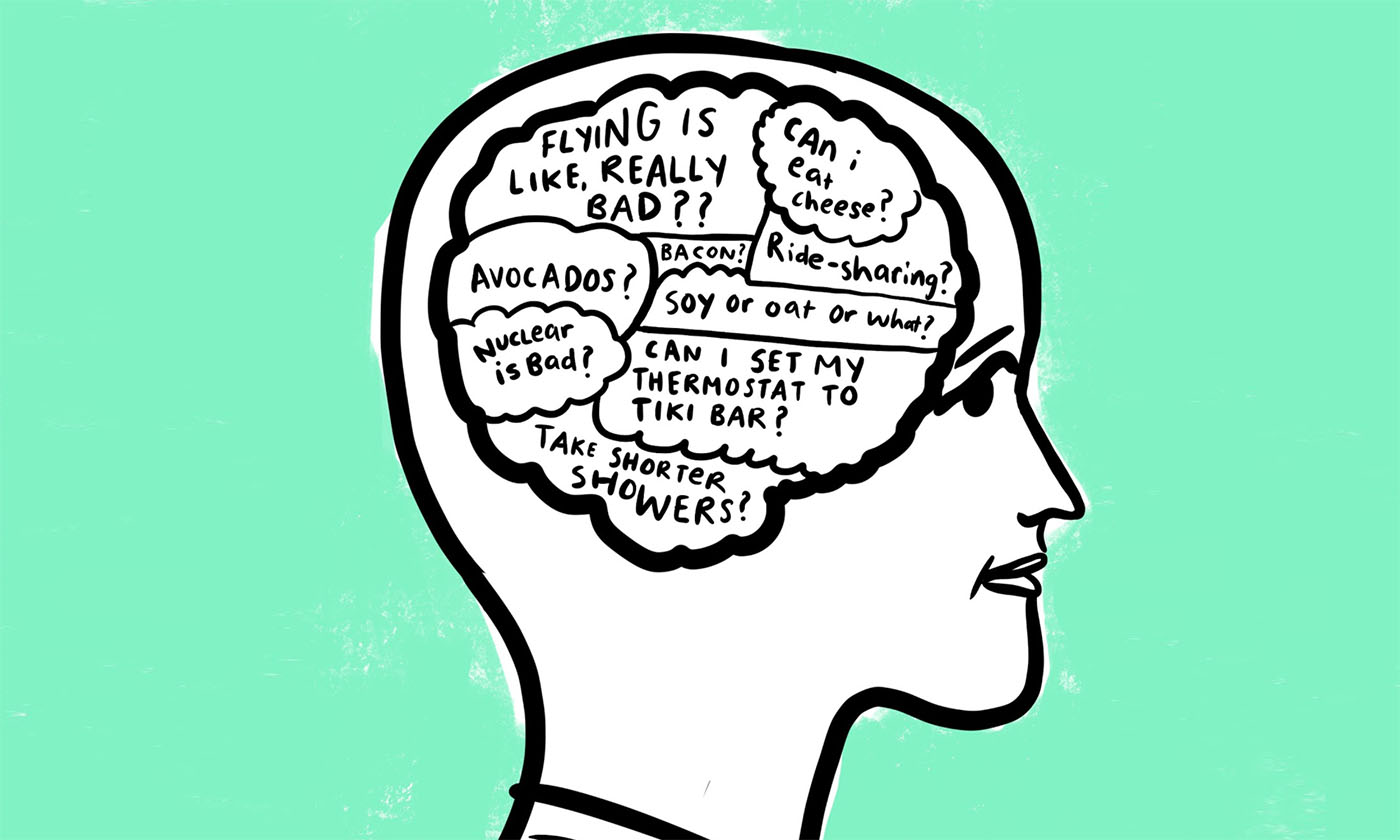 FLYING IS
LIKE, REALLY
BAD??
CAn i
eat
cheese?
BACON?
Ride-sharing?
AVOCADOS?
SOY or oat or what?
NucLear
is Bad?
CAN I SET MY
THERMOSTAT TO
TIKI BAR?
TAKE SHORTER
SHOWERS?